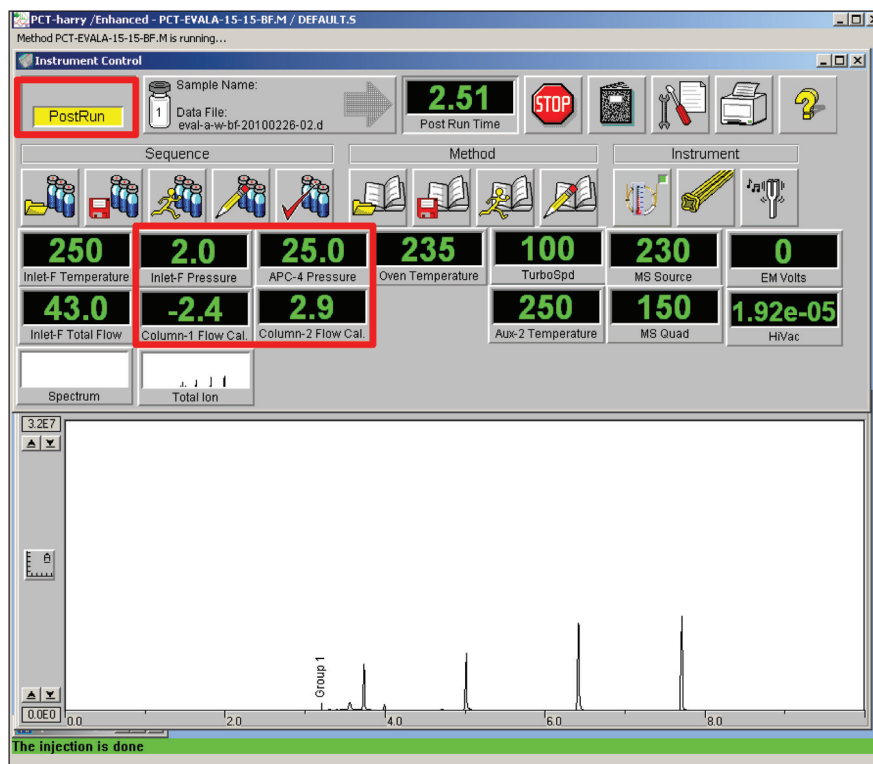 PCT-harry /Enhanced - PCT-EVALA-15-15-BF.M / DEFAULT.S
Method PCT-EVALA-15-15-BF.M is running...
Instrument Control
PostRun
1
Sample Name:
Data File:
eval-a-w-bf-20100226-02.d
2.51
Post Run Time
STOP
Sequence Method Instrument
250 2.0 25.0 235 100 230 0
Inlet-F Temperature Inlet-F Pressure APC-4 Pressure Oven Temperature TurboSpd MS Source EM Volts
43.0 -2.4 2.9 250 150 1.92e-05
Inlet-F Total Flow Column-1 Flow Cal. Column-2 Flow Cal. Aux-2 Temperature MS Quad HiVac
Spectrum Total Ion
3.2E7
Group 1
0.0E0
0.0 2.0 4.0 6.0 8.0
The injection is done